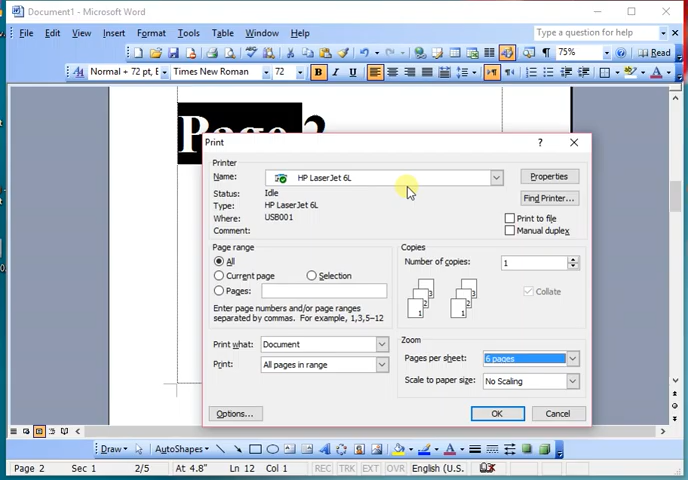 Document1 - Microsoft Word
File Edit View Insert Format Tools Table Window Help Type a question for help
75% Read
Normal + 72 pt, E Times New Roman 72 B I U
Page 2
Print
Printer
Name: HP LaserJet 6L Properties
Status: Idle Find Printer...
Type: HP LaserJet 6L
Where: USB001 Print to file
Comment: Manual duplex
Page range Copies
All Number of copies: 1
Current page Selection
Pages: Collate
Enter page numbers and/or page ranges
separated by commas. For example, 1,3,5–12
Print what: Document Zoom
Pages per sheet: 6 pages
Print: All pages in range
Scale to paper size: No Scaling
Options... OK Cancel
Draw AutoShapes
Page 2 Sec 1 2/5 At 4.8" Ln 12 Col 1 REC TRK EXT OVR English (U.S.